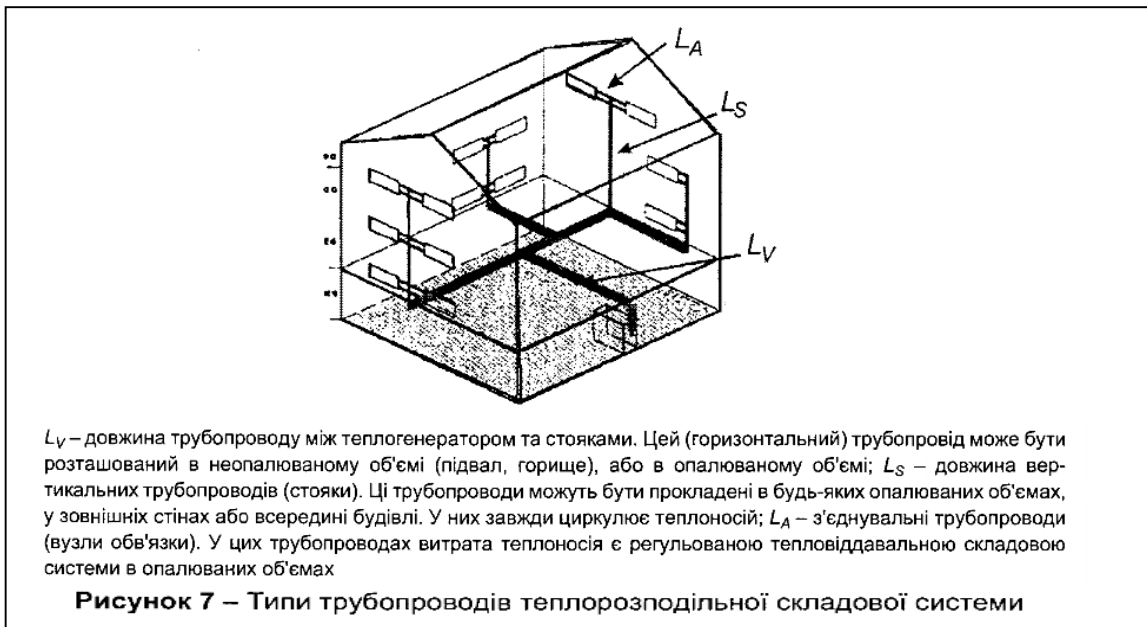 L_A
L_S
L_V
L_V – довжина трубопроводу між теплогенератором та стояками. Цей (горизонтальний) трубопровід може бути
розташований в неопалюваному об'ємі (підвал, горище), або в опалюваному об'ємі; L_S – довжина вер-
тикальних трубопроводів (стояки). Ці трубопроводи можуть бути прокладені в будь-яких опалюваних об'ємах,
у зовнішніх стінах або всередині будівлі. У них завжди циркулює теплоносій; L_A – з'єднувальні трубопроводи
(вузли обв'язки). У цих трубопроводах витрата теплоносія є регульованою тепловіддавальною складовою
системи в опалюваних об'ємах
Рисунок 7 – Типи трубопроводів теплорозподільної складової системи